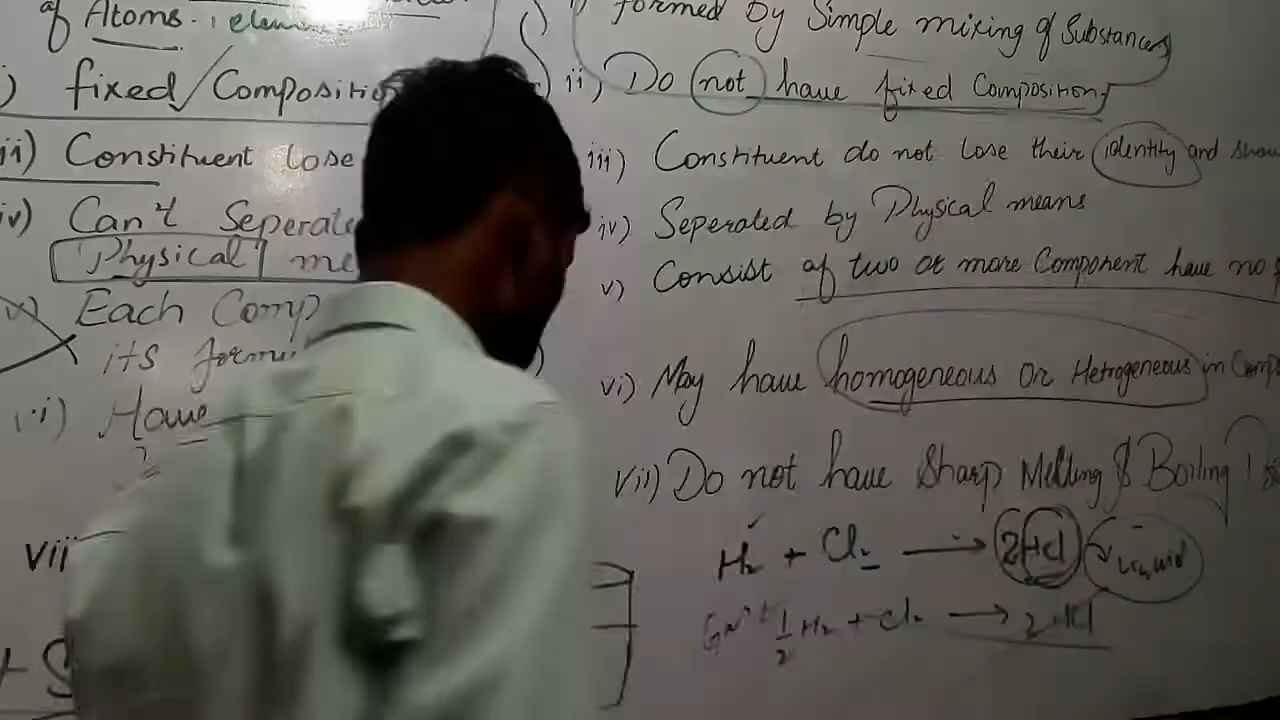 of Atoms. elem
fixed/Composition
iii) Constituent lose
iv) Can't Seperate
Physical me
v) Each Comp
its formu
vi) Have
vii
+ S
formed by Simple mixing of Substances
ii) Do not have fixed Composition
iii) Constituent do not lose their identity and show
iv) Seperated by Physical means
v) Consist of two or more Component have no
vi) May have homogeneous or Hetrogeneous in Comp
vii) Do not have Sharp Melting & Boiling
H₂ + Cl₂ → 2HCl Liquid
½ H₂ + Cl₂ → 2HCl